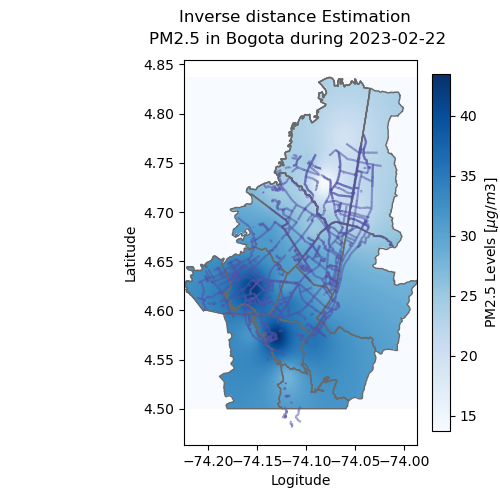 Inverse distance Estimation
PM2.5 in Bogota during 2023-02-22
4.85
4.80
4.75
4.70
4.65
4.60
4.55
4.50
Latitude
−74.20 −74.15 −74.10 −74.05 −74.00
Logitude
40
35
30
25
20
15
PM2.5 Levels [μg/m3]